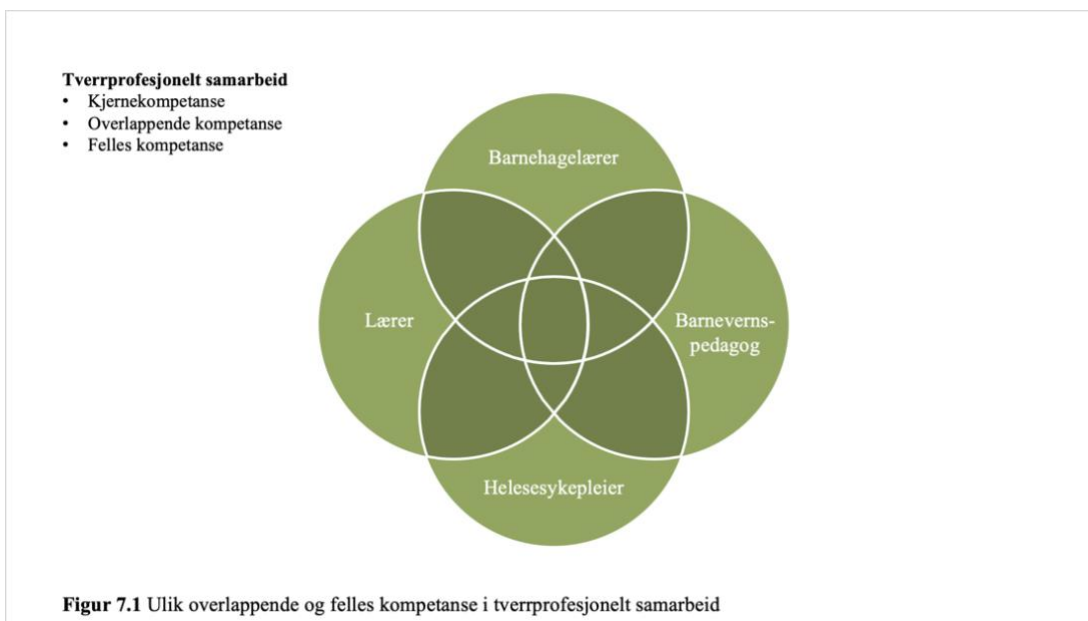 Tverrprofesjonelt samarbeid
• Kjernekompetanse
• Overlappende kompetanse
• Felles kompetanse
Barnehagelærer
Lærer
Barneverns-
pedagog
Helesesykepleier
Figur 7.1 Ulik overlappende og felles kompetanse i tverrprofesjonelt samarbeid